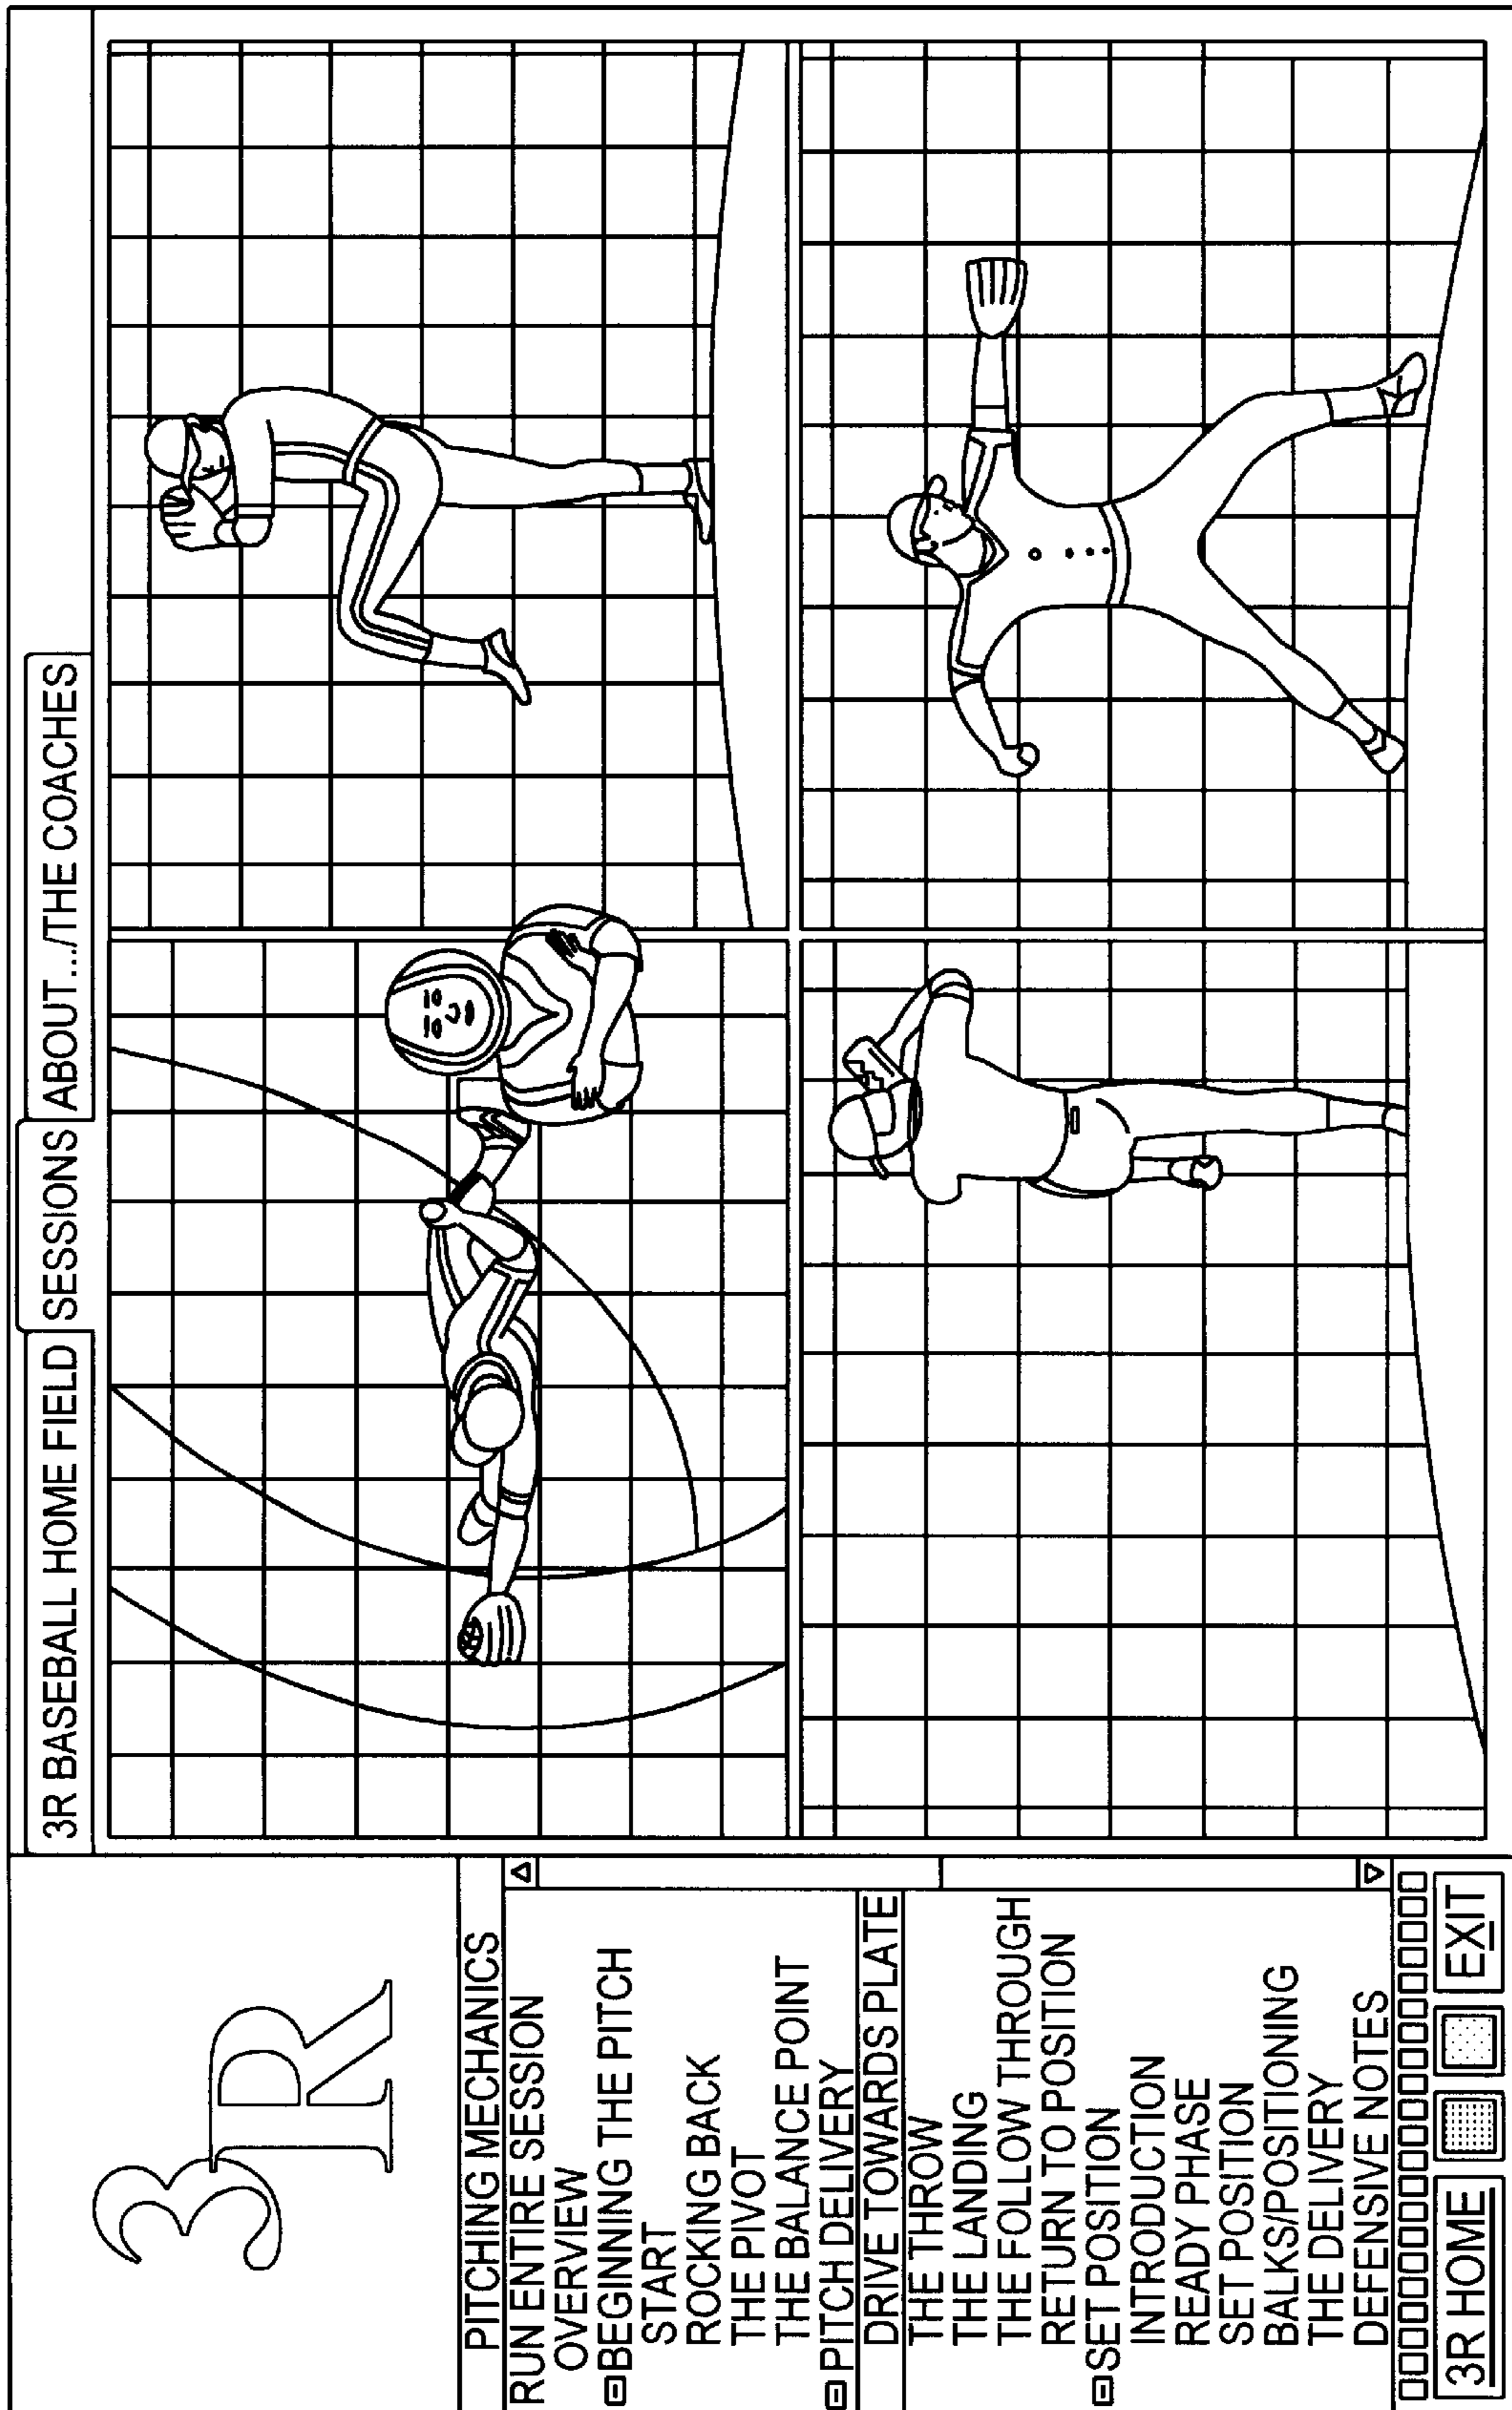 3R BASEBALL HOME FIELD
SESSIONS
ABOUT.../THE COACHES
3R
PITCHING MECHANICS
RUN ENTIRE SESSION
OVERVIEW
BEGINNING THE PITCH
START
ROCKING BACK
THE PIVOT
THE BALANCE POINT
PITCH DELIVERY
DRIVE TOWARDS PLATE
THE THROW
THE LANDING
THE FOLLOW THROUGH
RETURN TO POSITION
SET POSITION
INTRODUCTION
READY PHASE
SET POSITION
BALKS/POSITIONING
THE DELIVERY
DEFENSIVE NOTES
3R HOME
EXIT